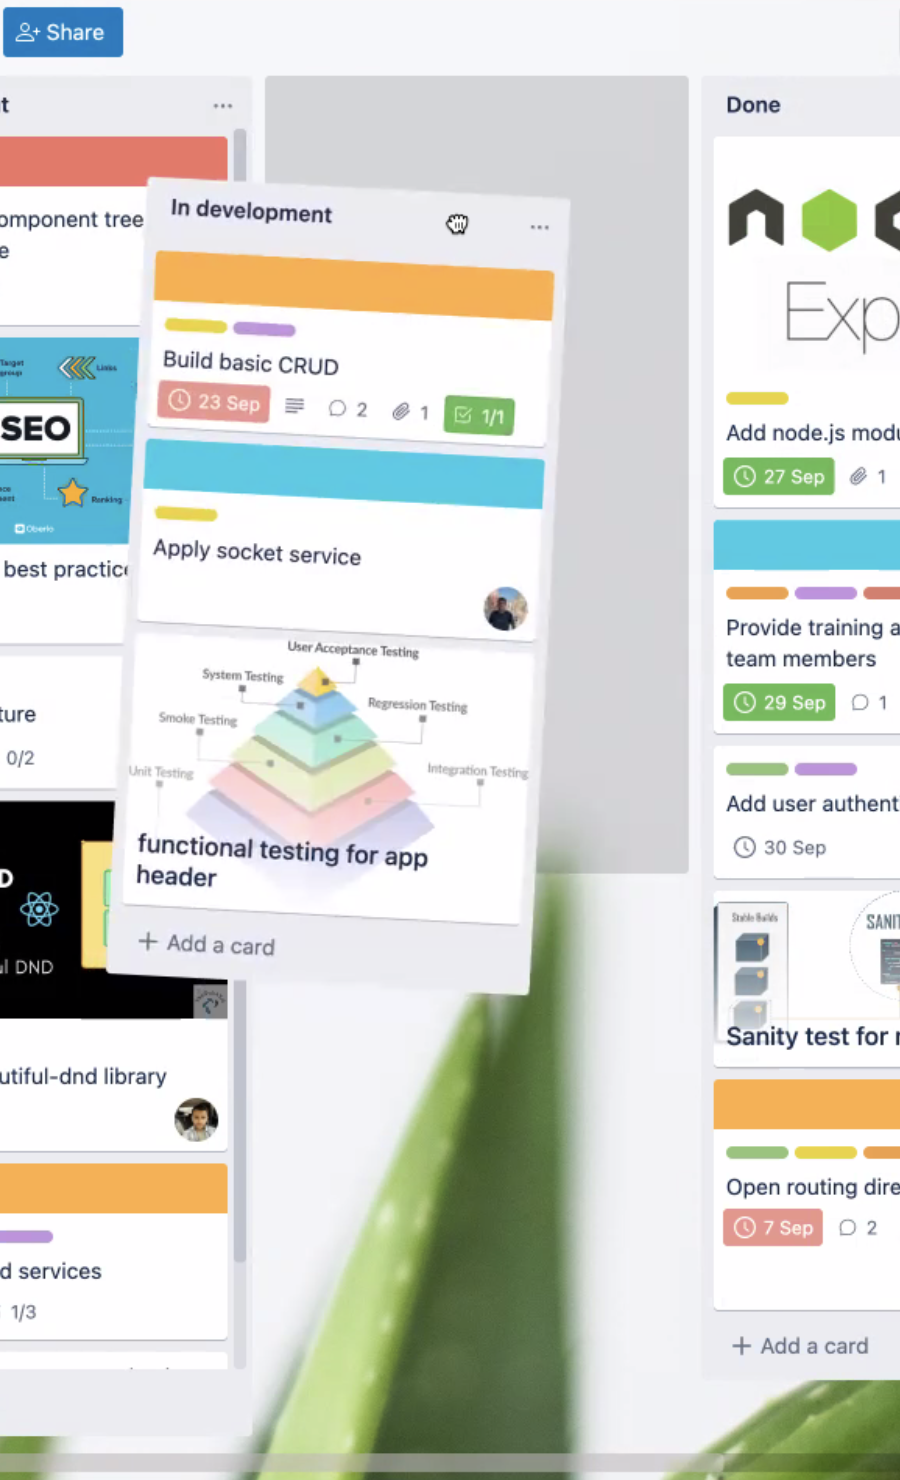 Share
t
...
omponent tree
e
Target
group
Links
SEO
Ranking
Oberlo
best practice
ture
0/2
D
ul DND
utiful-dnd library
d services
1/3
In development
...
Build basic CRUD
23 Sep
2
1
1/1
Apply socket service
User Acceptance Testing
System Testing
Regression Testing
Smoke Testing
Unit Testing
Integration Testing
functional testing for app
header
+ Add a card
Done
Exp
Add node.js modu
27 Sep
1
Provide training a
team members
29 Sep
1
Add user authent
30 Sep
Stable Builds
SANIT
Sanity test for r
Open routing dire
7 Sep
2
+ Add a card